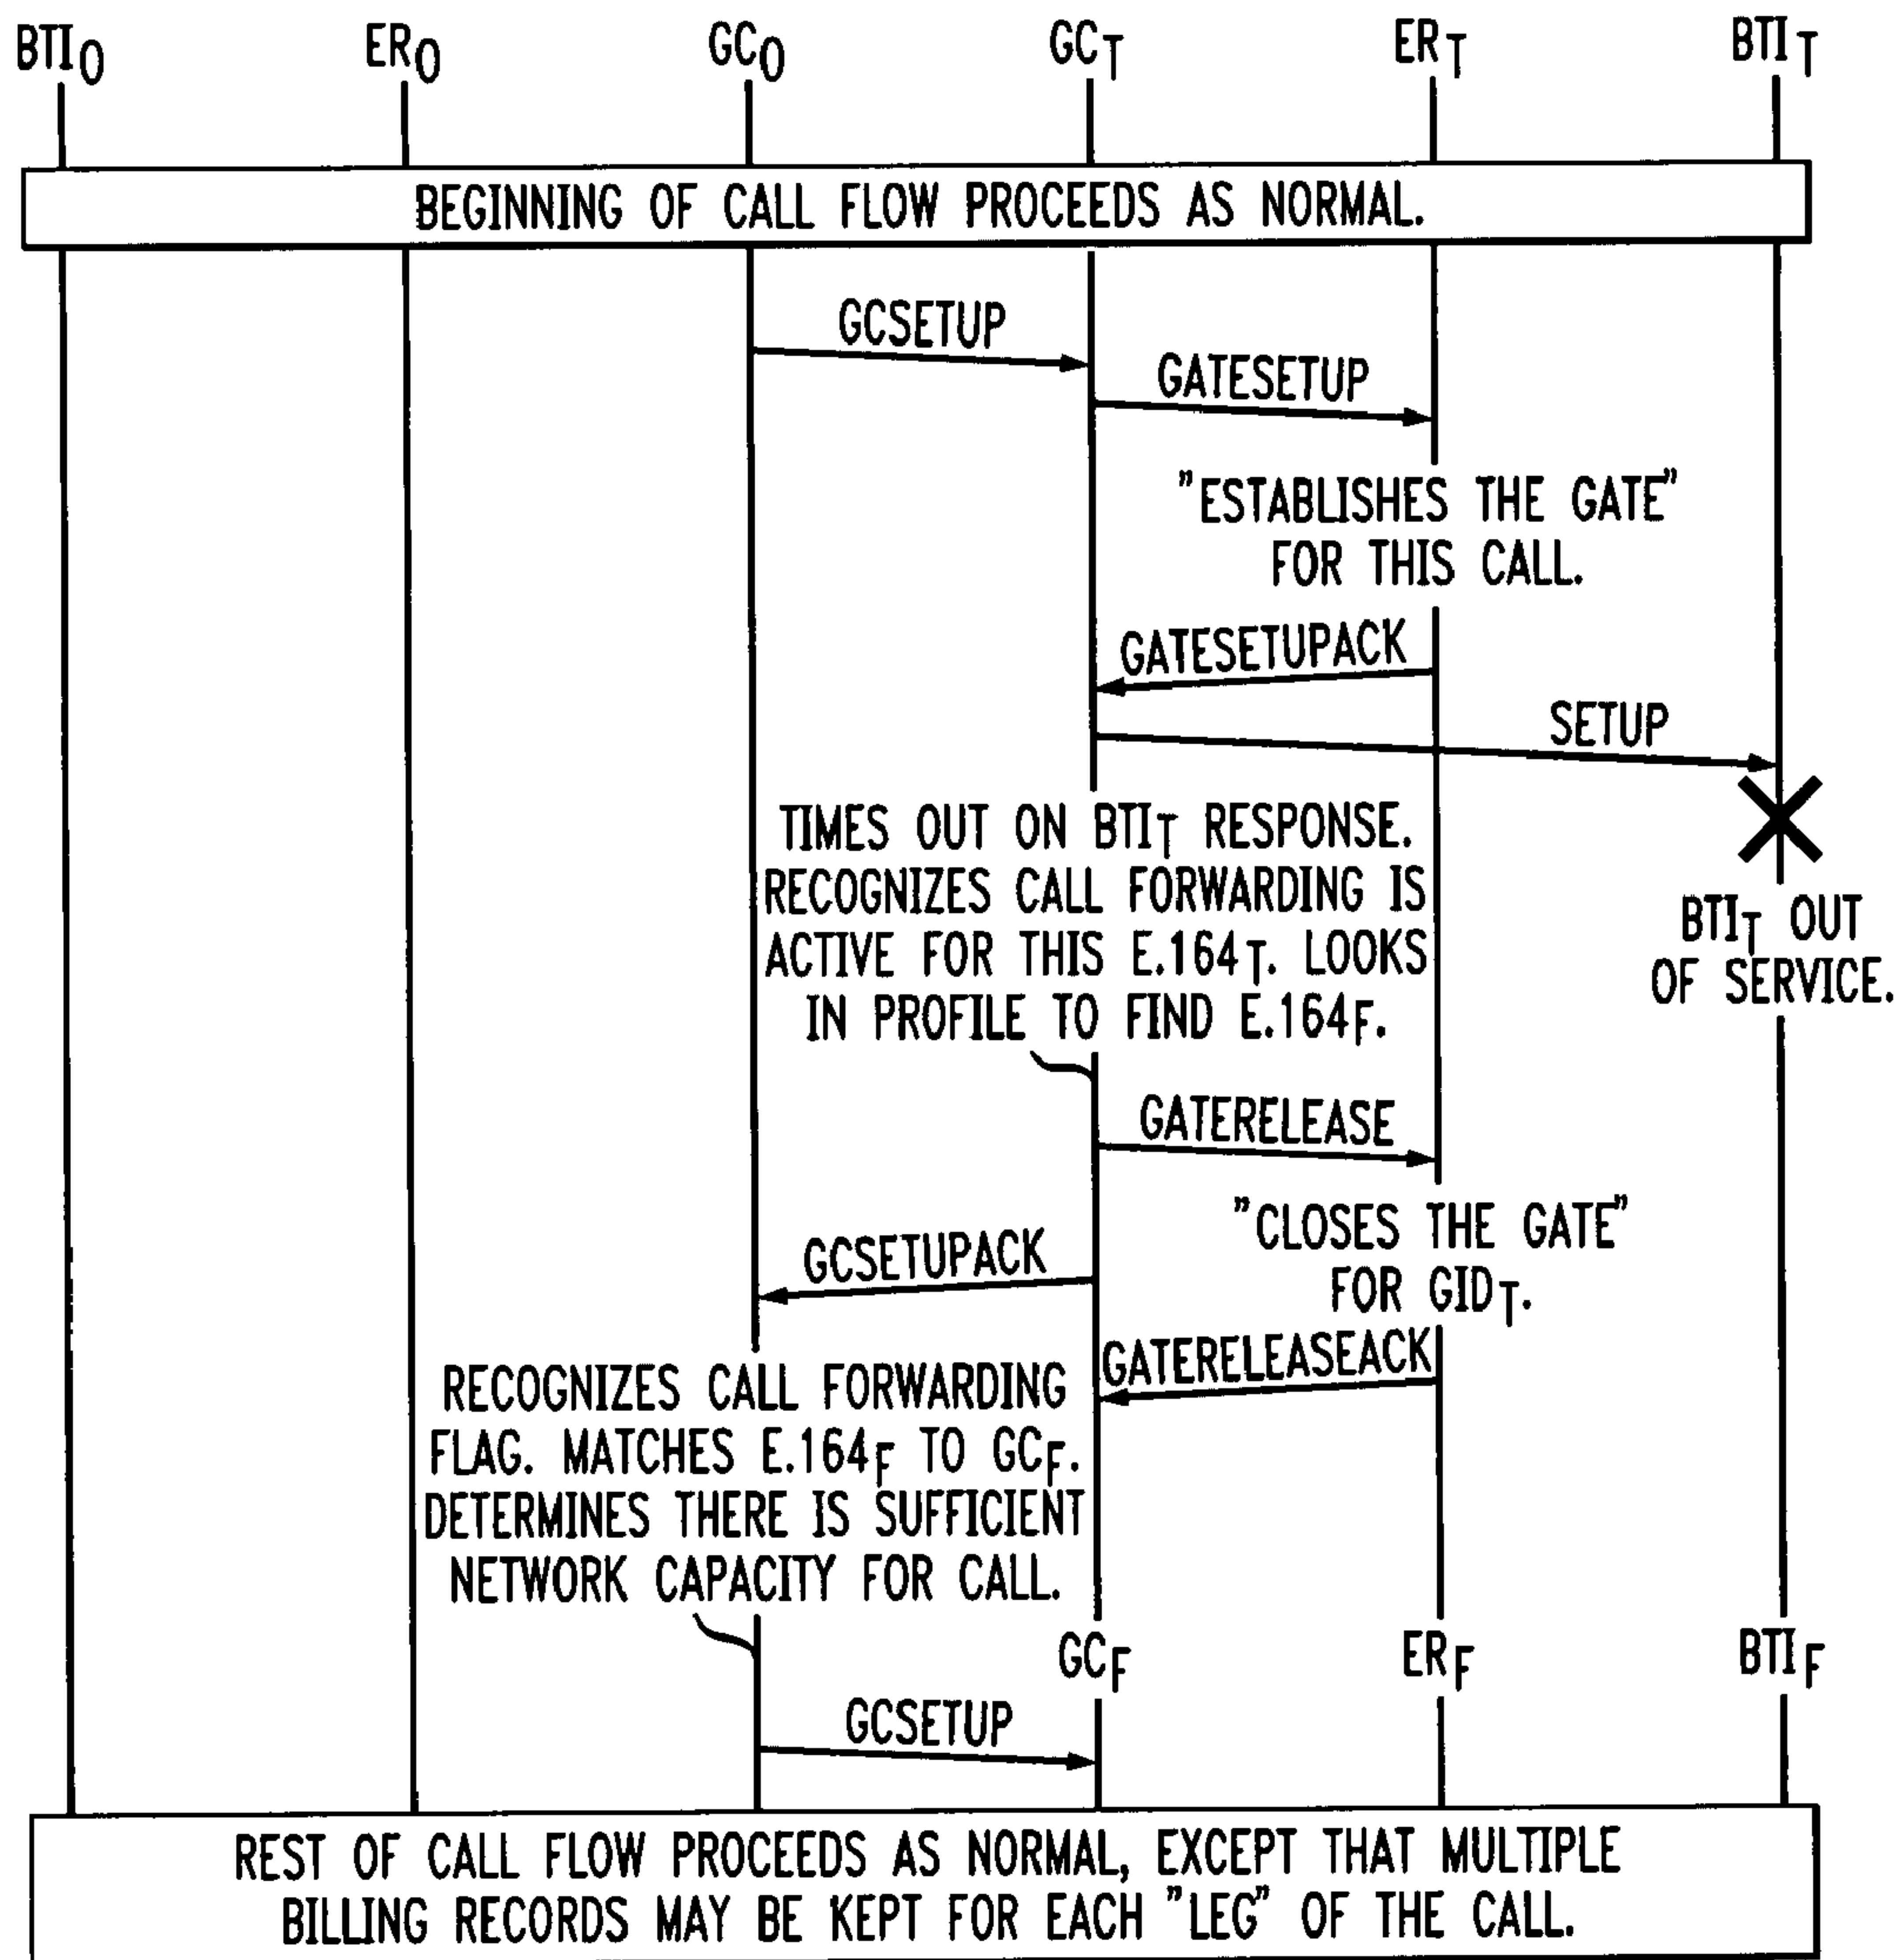 BTIO ERO GCO GCT ERT BTIT
BEGINNING OF CALL FLOW PROCEEDS AS NORMAL.
GCSETUP
GATESETUP
"ESTABLISHES THE GATE"
FOR THIS CALL.
GATESETUPACK
SETUP
TIMES OUT ON BTIT RESPONSE.
RECOGNIZES CALL FORWARDING IS
ACTIVE FOR THIS E.164T. LOOKS
IN PROFILE TO FIND E.164F.
BTIT OUT
OF SERVICE.
GATERELEASE
"CLOSES THE GATE"
FOR GIDT.
GCSETUPACK
GATERELEASEACK
RECOGNIZES CALL FORWARDING
FLAG. MATCHES E.164F TO GCF.
DETERMINES THERE IS SUFFICIENT
NETWORK CAPACITY FOR CALL.
GCF ERF BTIF
GCSETUP
REST OF CALL FLOW PROCEEDS AS NORMAL, EXCEPT THAT MULTIPLE
BILLING RECORDS MAY BE KEPT FOR EACH "LEG" OF THE CALL.